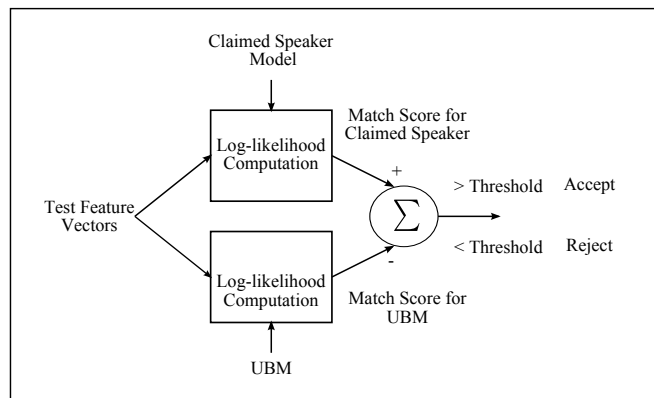 Claimed Speaker
Model
Match Score for
Claimed Speaker
Log-likelihood
Computation
+
> Threshold Accept
Test Feature
Vectors
Σ
< Threshold Reject
-
Log-likelihood
Computation
Match Score for
UBM
UBM